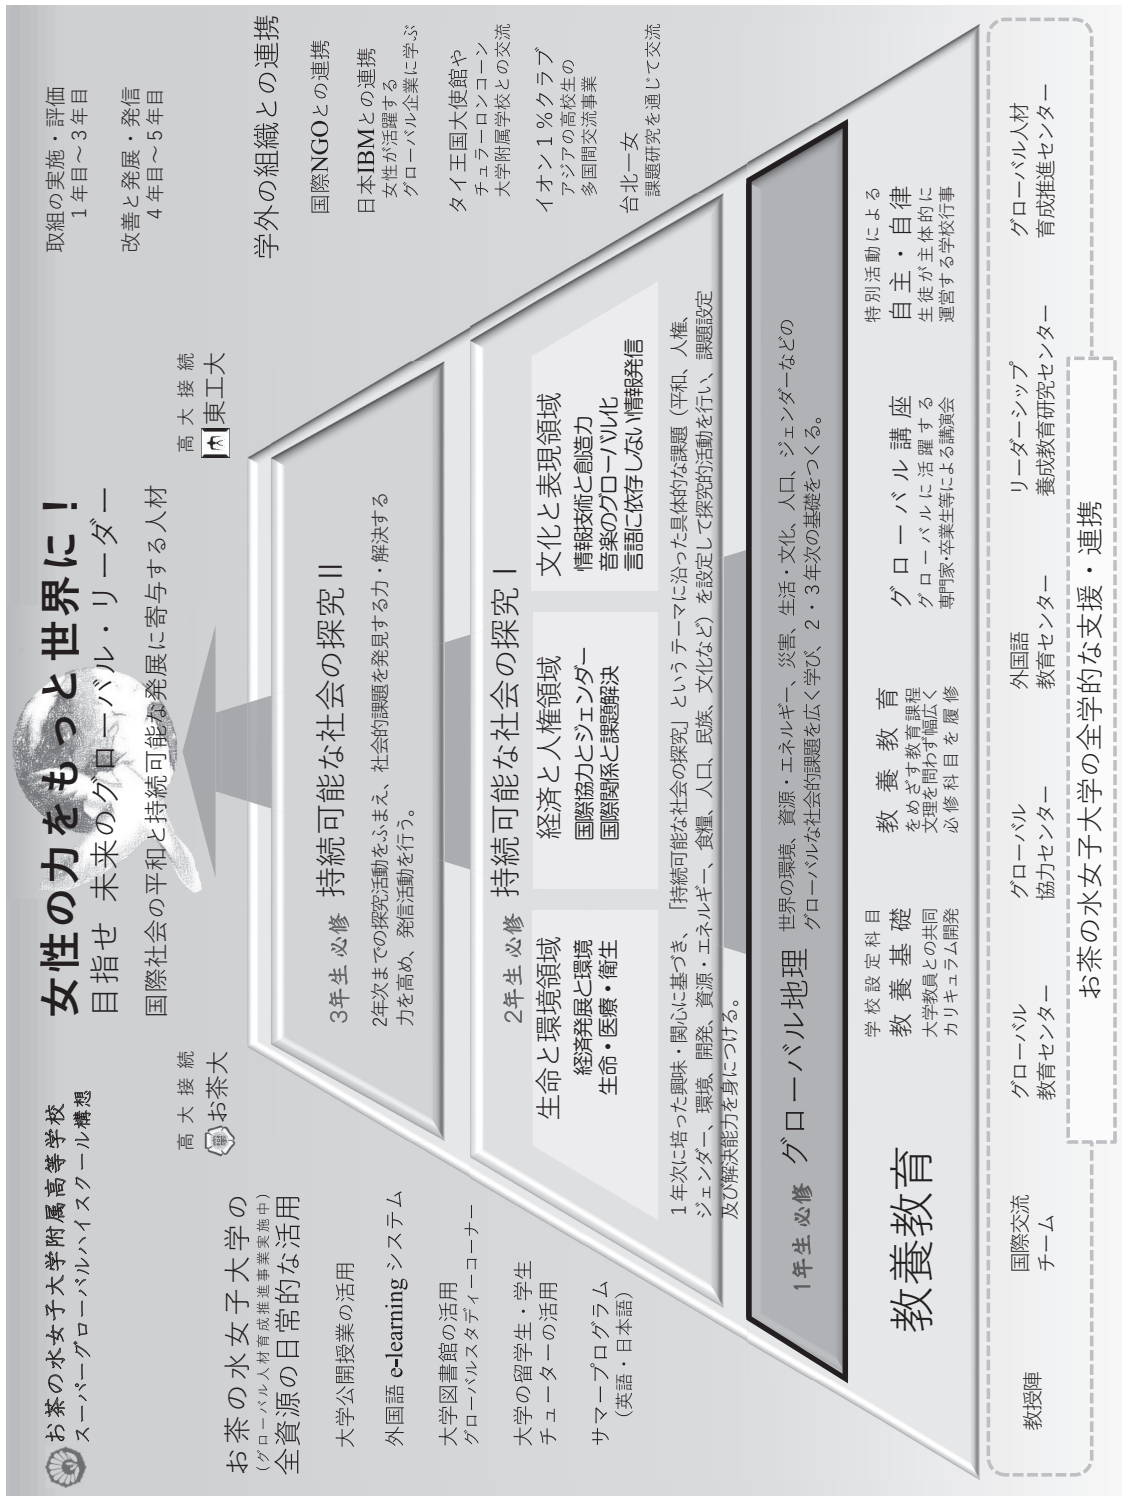 お茶の水女子大学附属高等学校
スーパーグローバルハイスクール構想
女性の力をもっと世界に！
目指せ 未来のグローバル・リーダー
国際社会の平和と持続可能な発展に寄与する人材
取組の実施・評価
１年目～３年目
改善と発展・発信
４年目～５年目
高大接続
お茶大
高大接続
東工大
お茶の水女子大学の
（グローバル人材育成推進事業実施中）
全資源の日常的な活用
大学公開授業の活用
外国語 e-learning システム
大学図書館の活用
グローバルスタディーコーナー
大学の留学生・学生
チューターの活用
サマープログラム
（英語・日本語）
学外の組織との連携
国際NGOとの連携
日本IBMとの連携
女性が活躍する
グローバル企業に学ぶ
タイ王国大使館や
チュラーロンコーン
大学附属学校との交流
イオン１％クラブ
アジアの高校生の
多国間交流事業
台北一女
課題研究を通じて交流
3年生 必修 持続可能な社会の探究Ⅱ
2年次までの探究活動をふまえ、社会的課題を発見する力・解決する
力を高め、発信活動を行う。
2年生 必修 持続可能な社会の探究Ⅰ
生命と環境領域
経済発展と環境
生命・医療・衛生
経済と人権領域
国際協力とジェンダー
国際関係と課題解決
文化と表現領域
情報技術と創造力
音楽のグローバル化
言語に依存しない情報発信
１年次に培った興味・関心に基づき、「持続可能な社会の探究」という テーマに沿った具体的な課題（平和、人権、
ジェンダー、環境、開発、資源・エネルギー、食糧、人口、民族、文化など）を設定して探究的活動を行い、課題設定
及び解決能力を身につける。
1年生 必修 グローバル地理
世界の環境、資源・エネルギー、災害、生活・文化、人口、ジェンダーなどの
グローバルな社会的課題を広く学び、２・３年次の基礎をつくる。
教養教育
学校設定科目
教養基礎
大学教員との共同
カリキュラム開発
教養教育
をめざす教育課程
文理を問わず幅広く
必修科目を履修
グローバル講座
グローバルに活躍する
専門家・卒業生等による講演会
特別活動による
自主・自律
生徒が主体的に
運営する学校行事
教授陣
国際交流
チーム
グローバル
教育センター
グローバル
協力センター
外国語
教育センター
リーダーシップ
養成教育研究センター
グローバル人材
育成推進センター
お茶の水女子大学の全学的な支援・連携